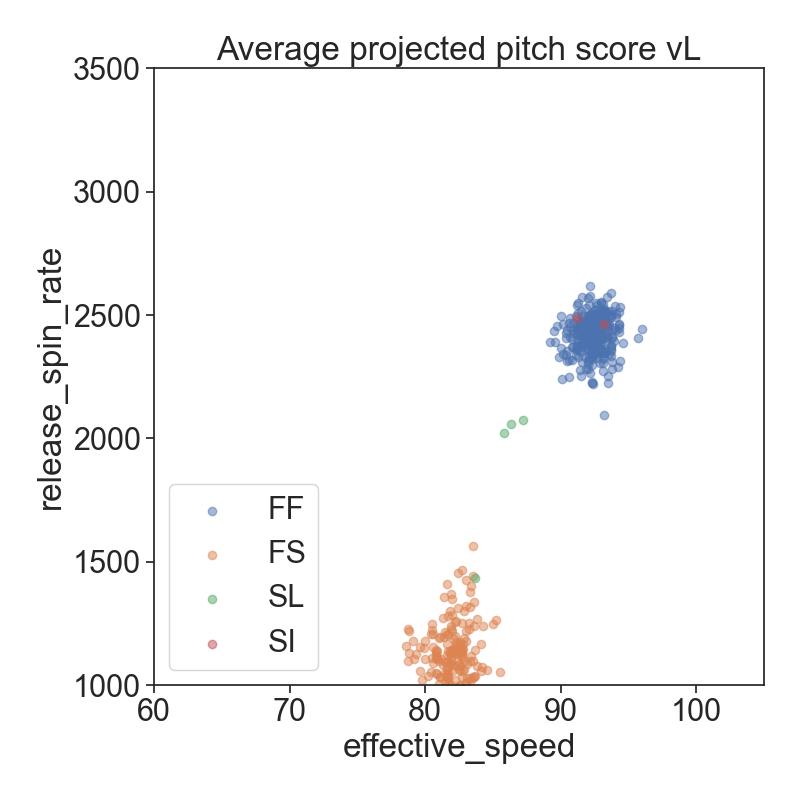 Average projected pitch score vL
3500
3000
2500
2000
1500
1000
release_spin_rate
FF
FS
SL
SI
60 70 80 90 100
effective_speed